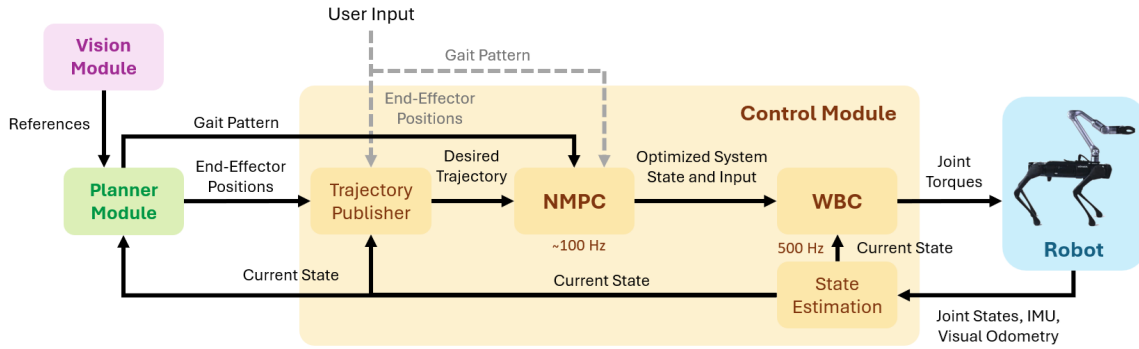 User Input
Vision
Module
Gait Pattern
References
Gait Pattern
End-Effector
Positions
Control Module
End-Effector
Positions
Desired
Trajectory
Optimized System
State and Input
Joint
Torques
Planner
Module
Trajectory
Publisher
NMPC
WBC
~100 Hz
500 Hz
Current State
Robot
Current State
Current State
State
Estimation
Joint States, IMU,
Visual Odometry